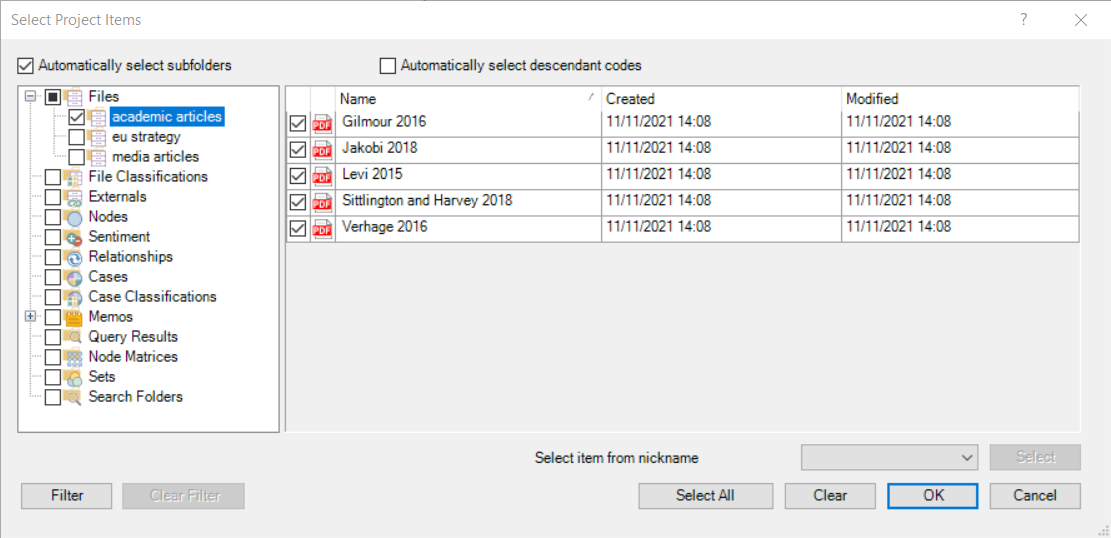 Select Project Items
?
Automatically select subfolders
Automatically select descendant codes
Files
academic articles
eu strategy
media articles
File Classifications
Externals
Nodes
Sentiment
Relationships
Cases
Case Classifications
Memos
Query Results
Node Matrices
Sets
Search Folders
Name Created Modified
PDF Gilmour 2016 11/11/2021 14:08 11/11/2021 14:08
PDF Jakobi 2018 11/11/2021 14:08 11/11/2021 14:08
PDF Levi 2015 11/11/2021 14:08 11/11/2021 14:08
PDF Sittlington and Harvey 2018 11/11/2021 14:08 11/11/2021 14:08
PDF Verhage 2016 11/11/2021 14:08 11/11/2021 14:08
Select item from nickname Select
Filter Clear Filter Select All Clear OK Cancel